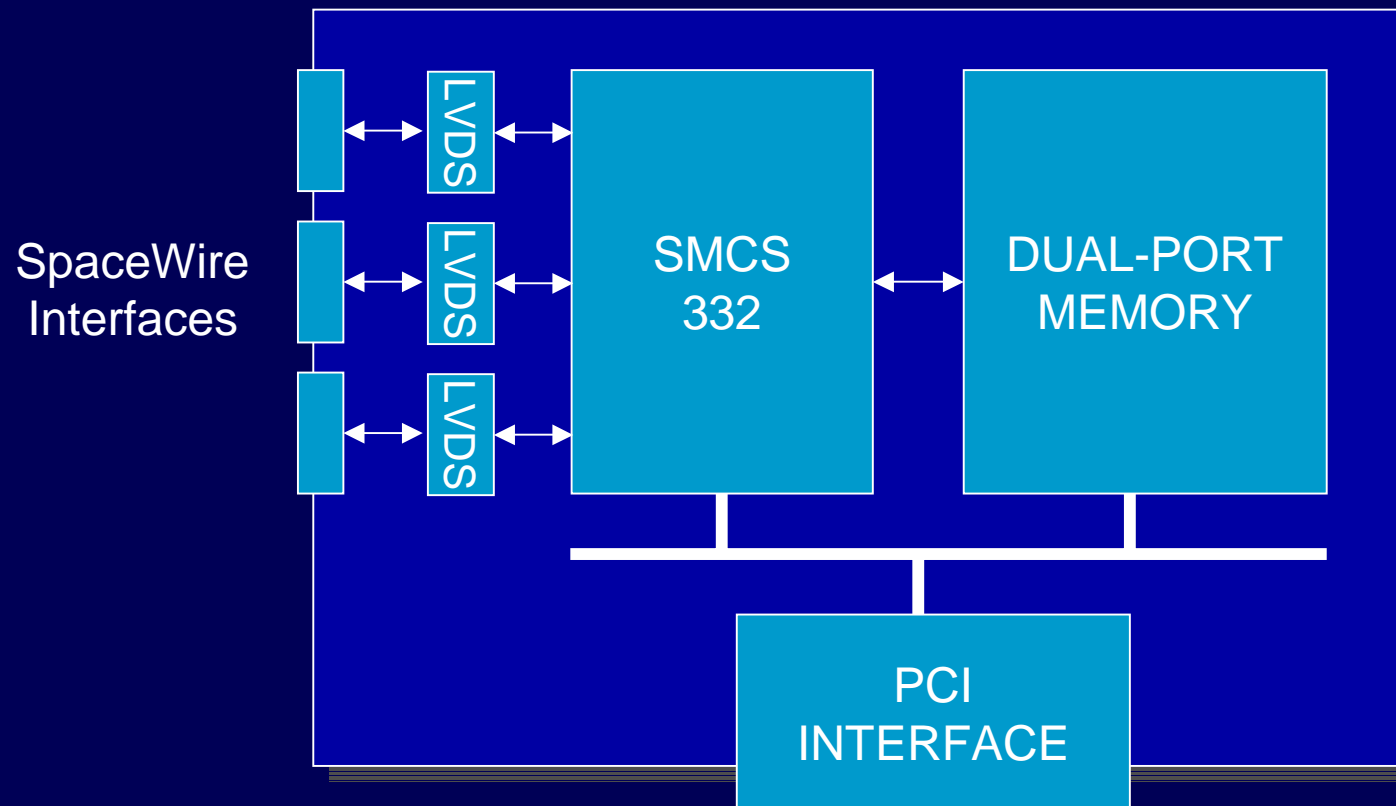 SpaceWire
Interfaces
LVDS
LVDS
LVDS
SMCS
332
DUAL-PORT
MEMORY
PCI
INTERFACE